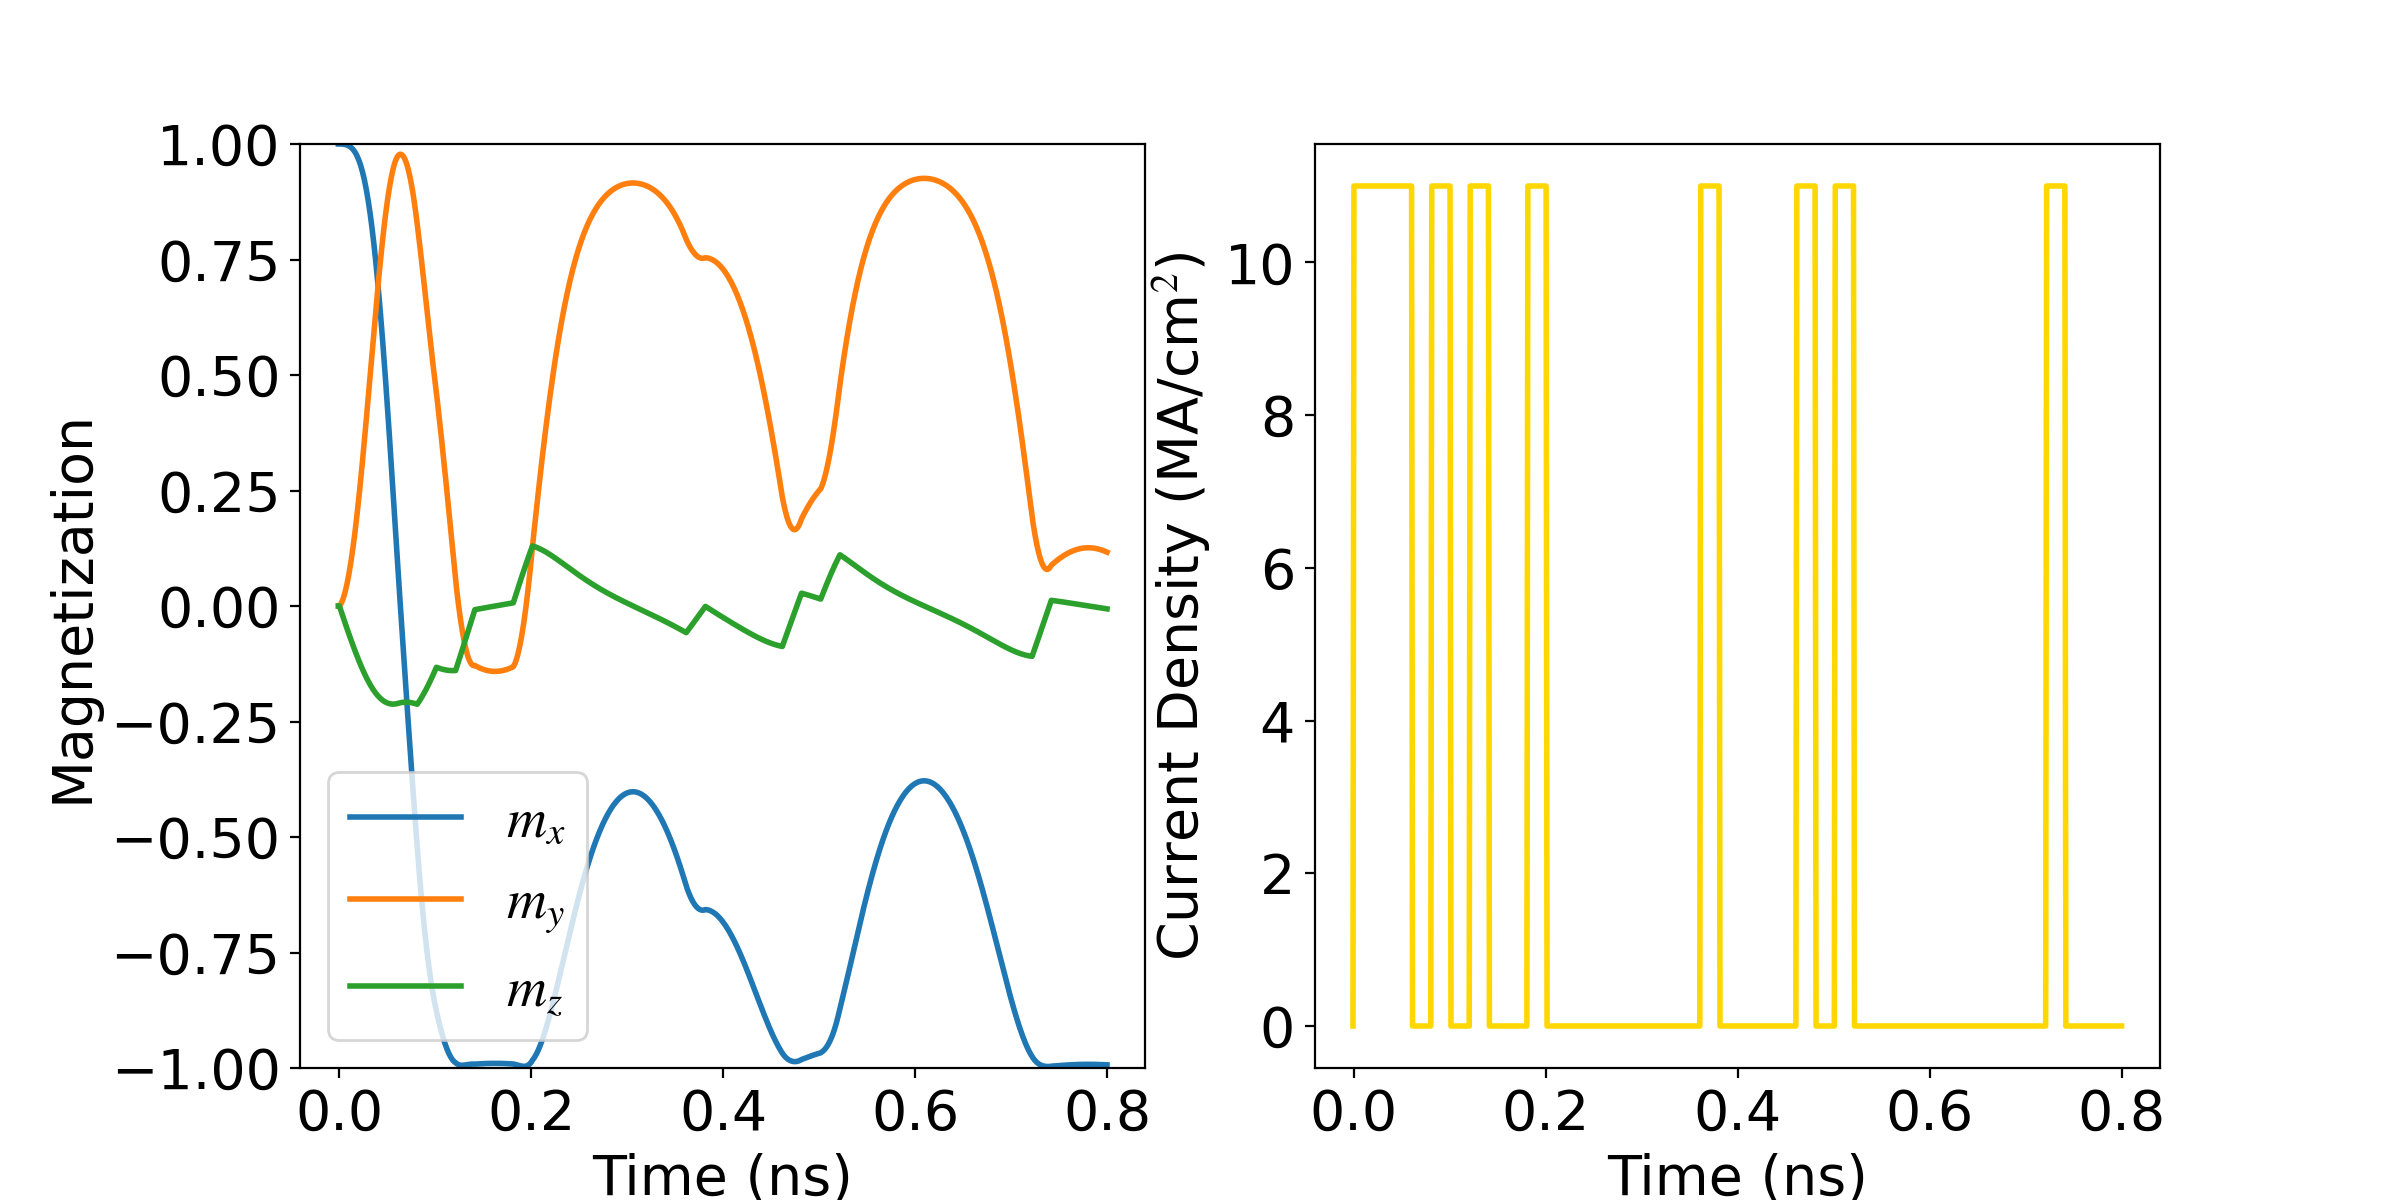 1.00
0.75
0.50
0.25
0.00
−0.25
−0.50
−0.75
−1.00
Magnetization
m_x
m_y
m_z
0.0 0.2 0.4 0.6 0.8
Time (ns)
10
8
6
4
2
0
Current Density (MA/cm²)
0.0 0.2 0.4 0.6 0.8
Time (ns)